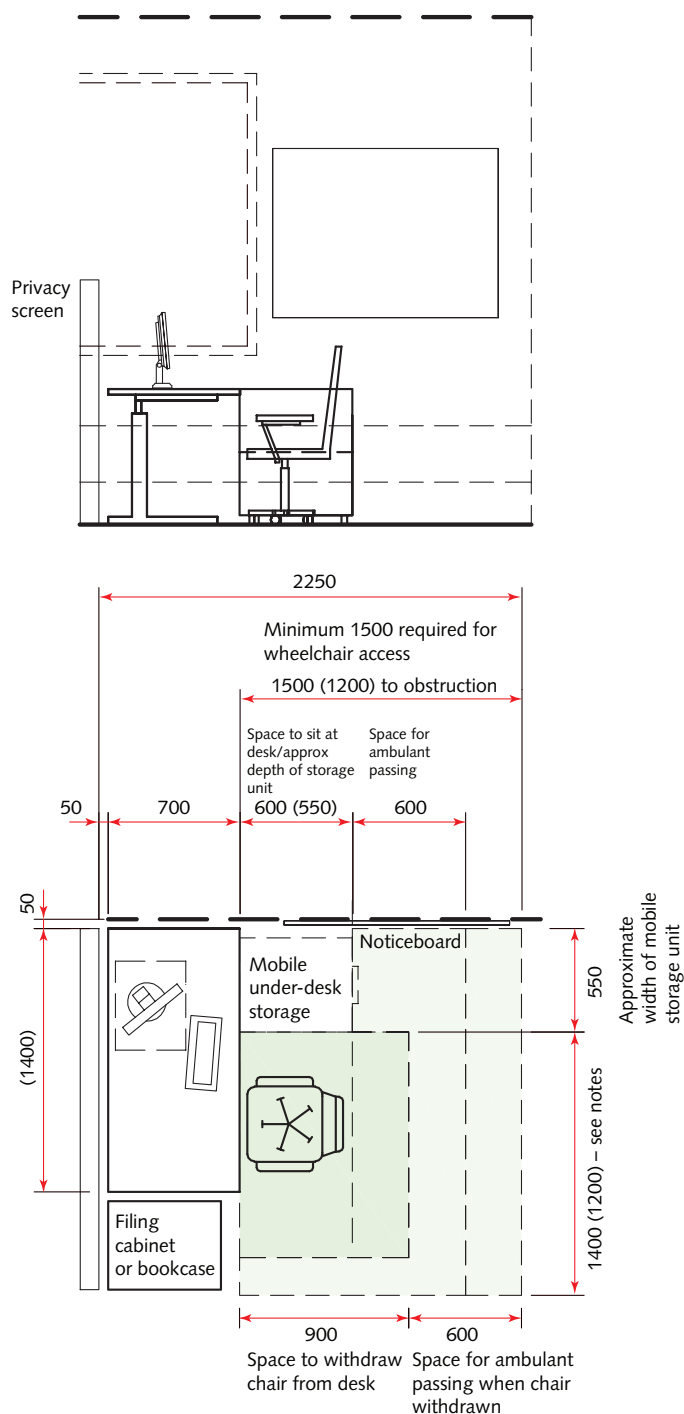 Privacy
screen
2250
Minimum 1500 required for
wheelchair access
1500 (1200) to obstruction
Space to sit at
desk/approx
depth of storage
unit
Space for
ambulant
passing
50
700
600 (550)
600
50
(1400)
Mobile
under-desk
storage
Noticeboard
550
Approximate
width of mobile
storage unit
1400 (1200) – see notes
Filing
cabinet
or bookcase
900
Space to withdraw
chair from desk
600
Space for ambulant
passing when chair
withdrawn